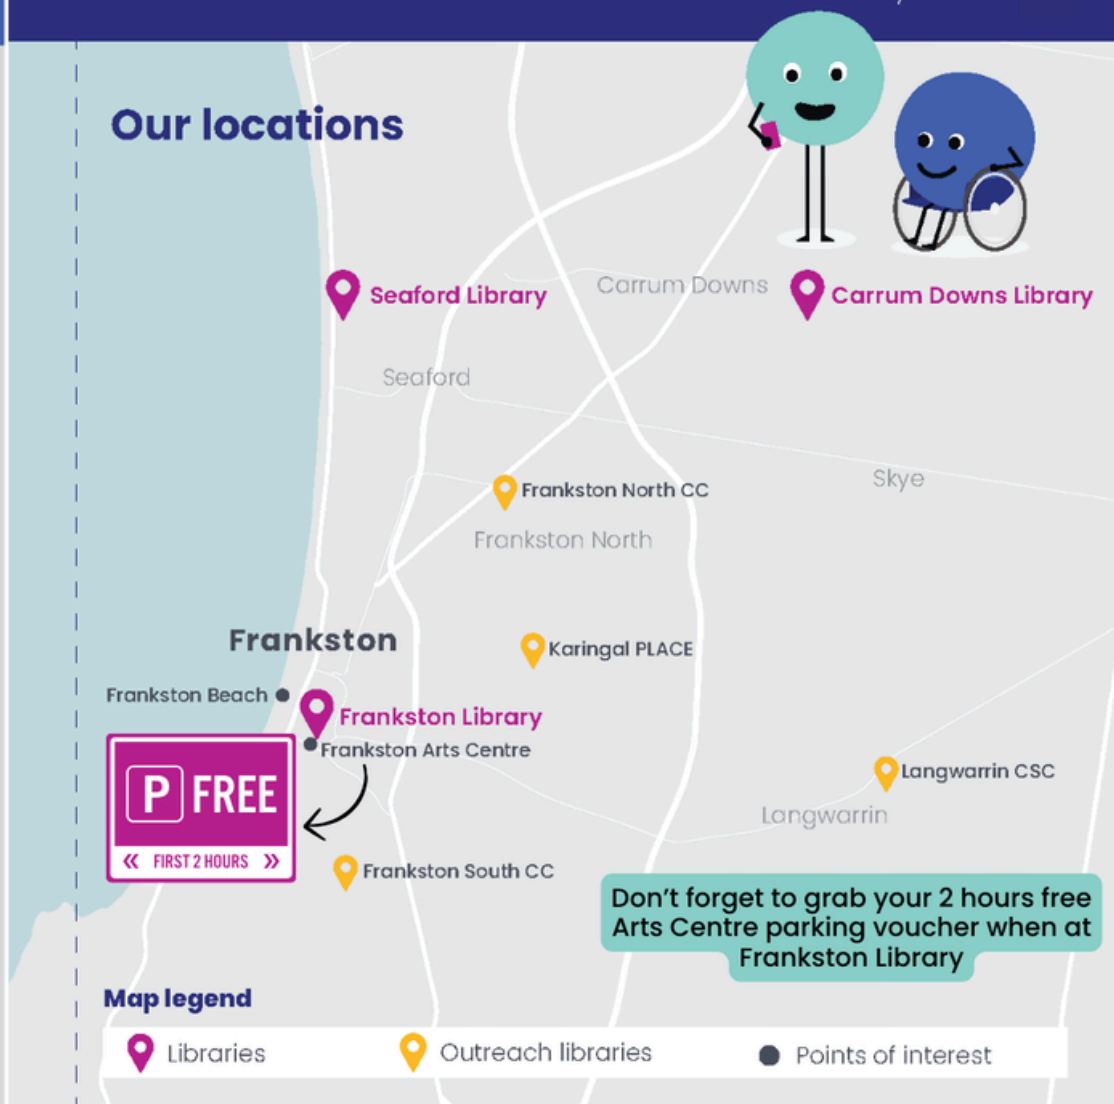 Our locations
Seaford Library
Carrum Downs
Carrum Downs Library
Seaford
Skye
Frankston North CC
Frankston North
Frankston
Karingal PLACE
Frankston Beach
Frankston Library
Frankston Arts Centre
P FREE
« FIRST 2 HOURS »
Langwarrin CSC
Langwarrin
Frankston South CC
Don't forget to grab your 2 hours free
Arts Centre parking voucher when at
Frankston Library
Map legend
Libraries
Outreach libraries
Points of interest